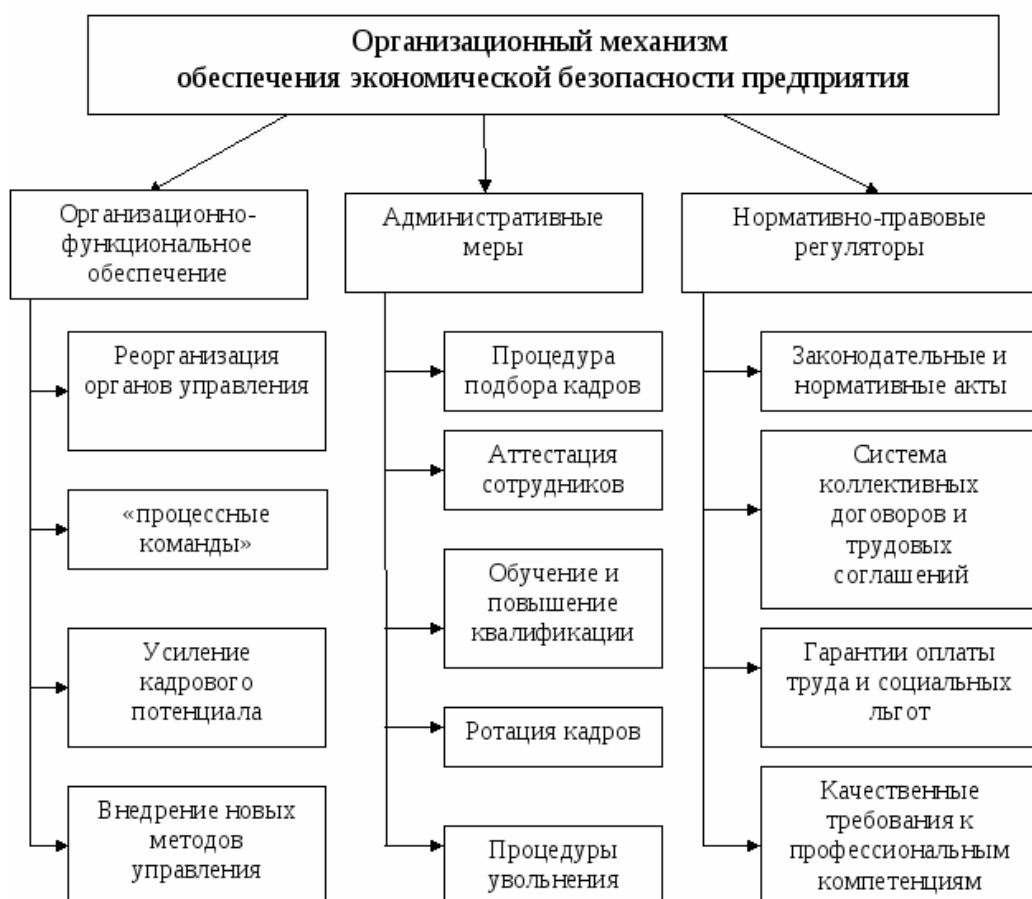 Организационный механизм
обеспечения экономической безопасности предприятия
Организационно-
функциональное
обеспечение
Реорганизация
органов управления
«процессные
команды»
Усиление
кадрового
потенциала
Внедрение новых
методов
управления
Административные
меры
Процедура
подбора кадров
Аттестация
сотрудников
Обучение и
повышение
квалификации
Ротация кадров
Процедуры
увольнения
Нормативно-правовые
регуляторы
Законодательные и
нормативные акты
Система
коллективных
договоров и
трудовых
соглашений
Гарантии оплаты
труда и социальных
льгот
Качественные
требования к
профессиональным
компетенциям